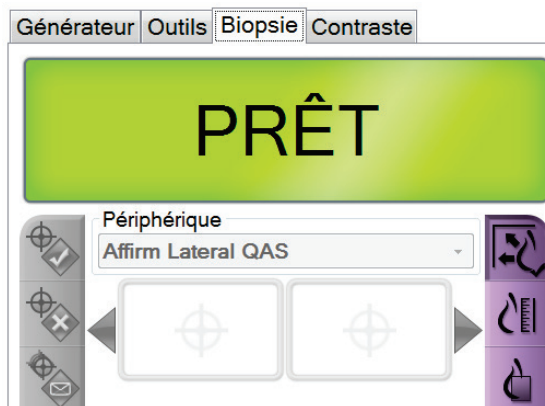 Générateur Outils Biopsie Contraste
PRÊT
Périphérique
Affirm Lateral QAS